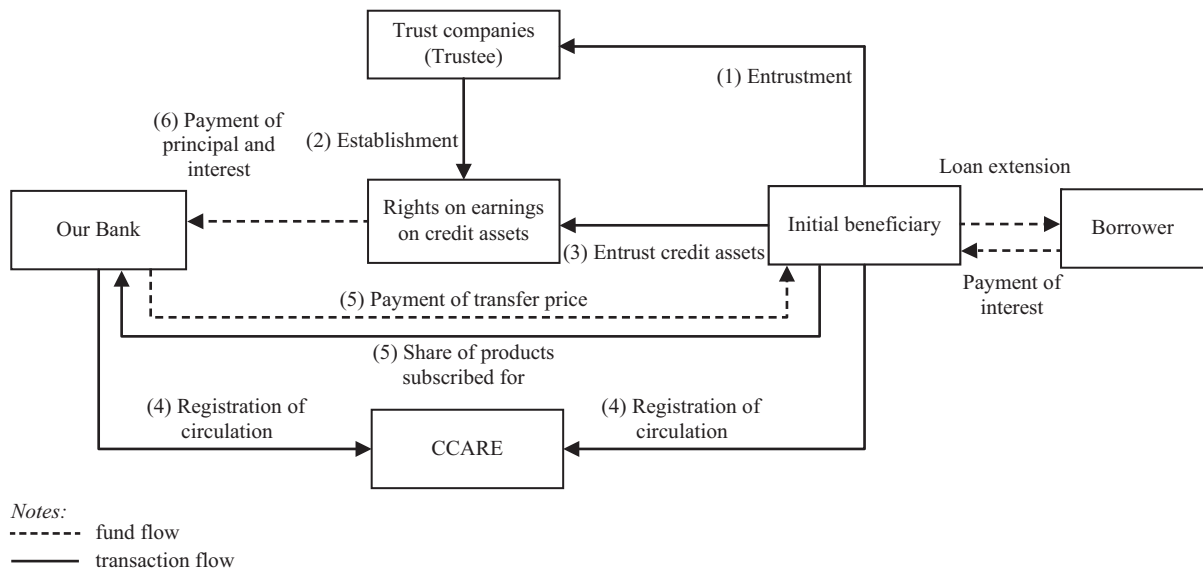 Trust companies
(Trustee)
(1) Entrustment
(6) Payment of
principal and
interest
(2) Establishment
Loan extension
Our Bank
Rights on earnings
on credit assets
Initial beneficiary
Borrower
(3) Entrust credit assets
Payment of
interest
(5) Payment of transfer price
(5) Share of products
subscribed for
(4) Registration of
circulation
(4) Registration of
circulation
CCARE
Notes:
fund flow
transaction flow